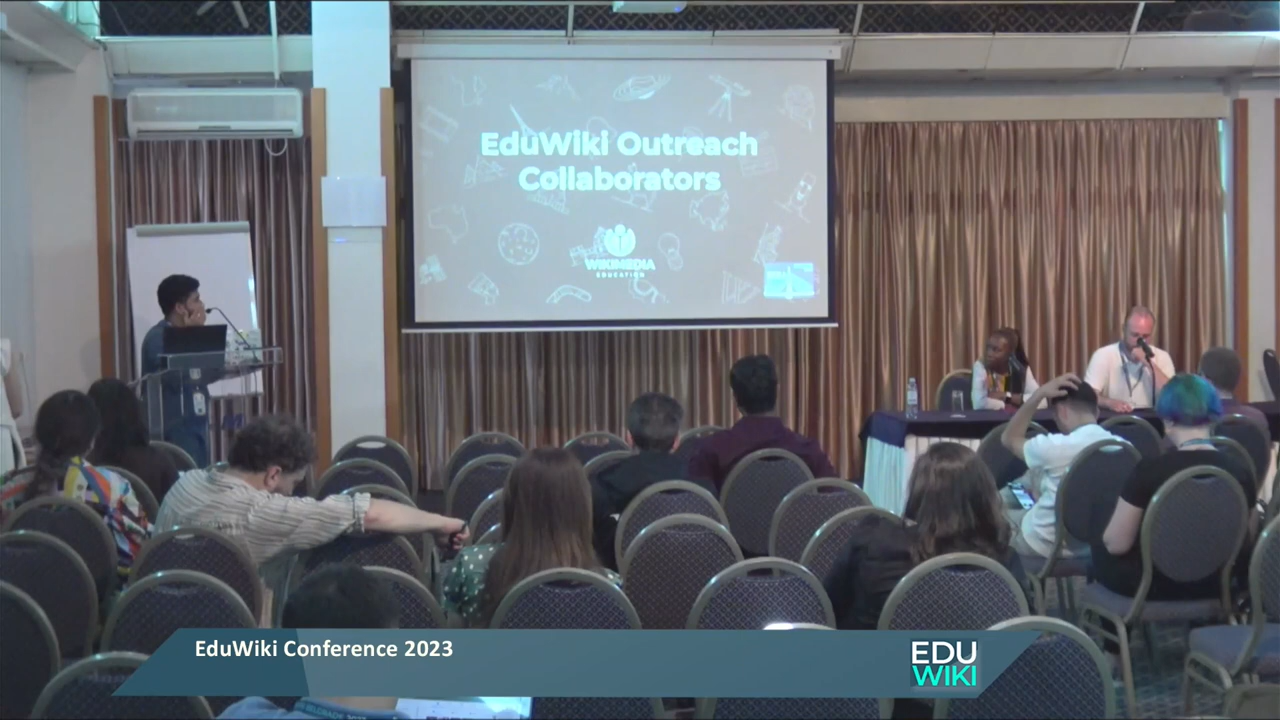 EduWiki Outreach
Collaborators
WIKIMEDIA
EDUCATION
EduWiki Conference 2023
EDU
WIKI